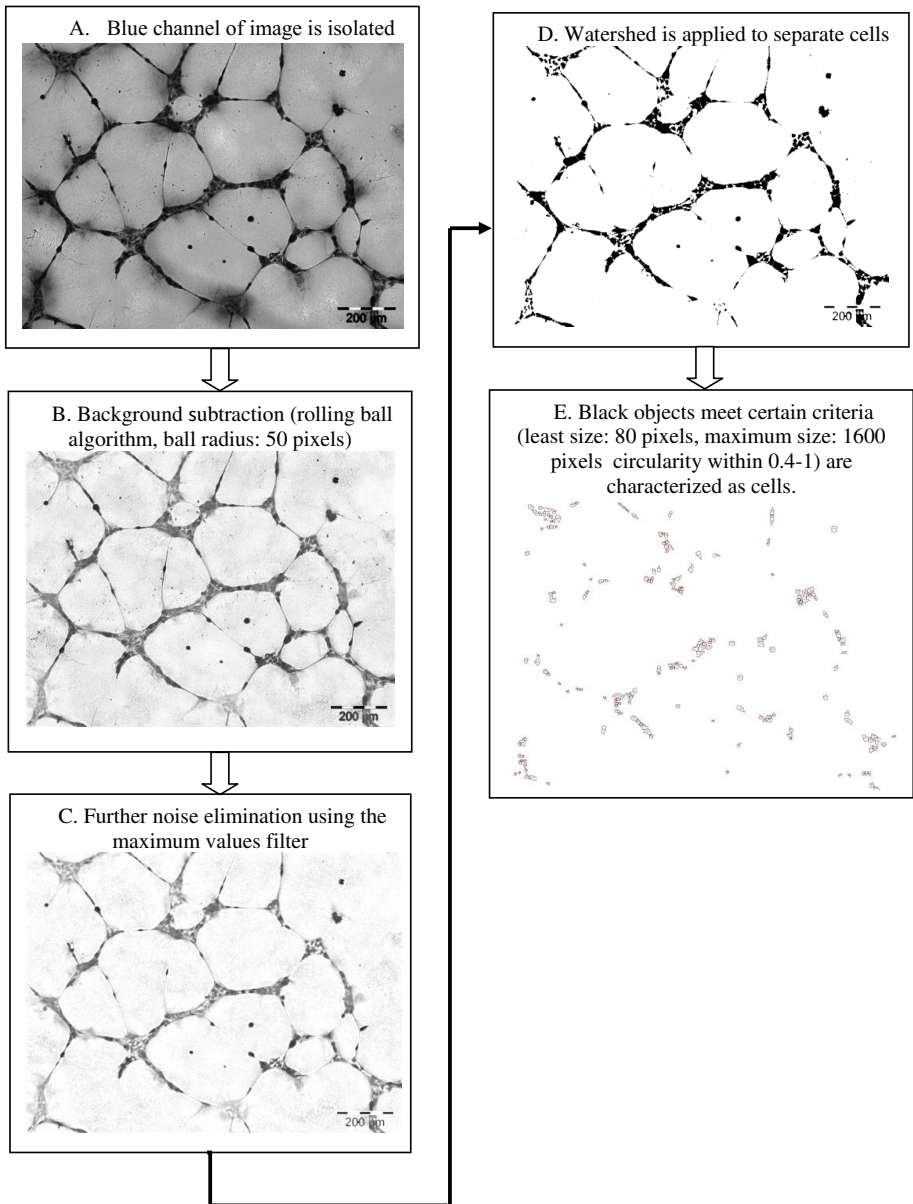 A. Blue channel of image is isolated
200 μm
B. Background subtraction (rolling ball
algorithm, ball radius: 50 pixels)
200 μm
C. Further noise elimination using the
maximum values filter
200 μm
D. Watershed is applied to separate cells
200 μm
E. Black objects meet certain criteria
(least size: 80 pixels, maximum size: 1600
pixels circularity within 0.4-1) are
characterized as cells.